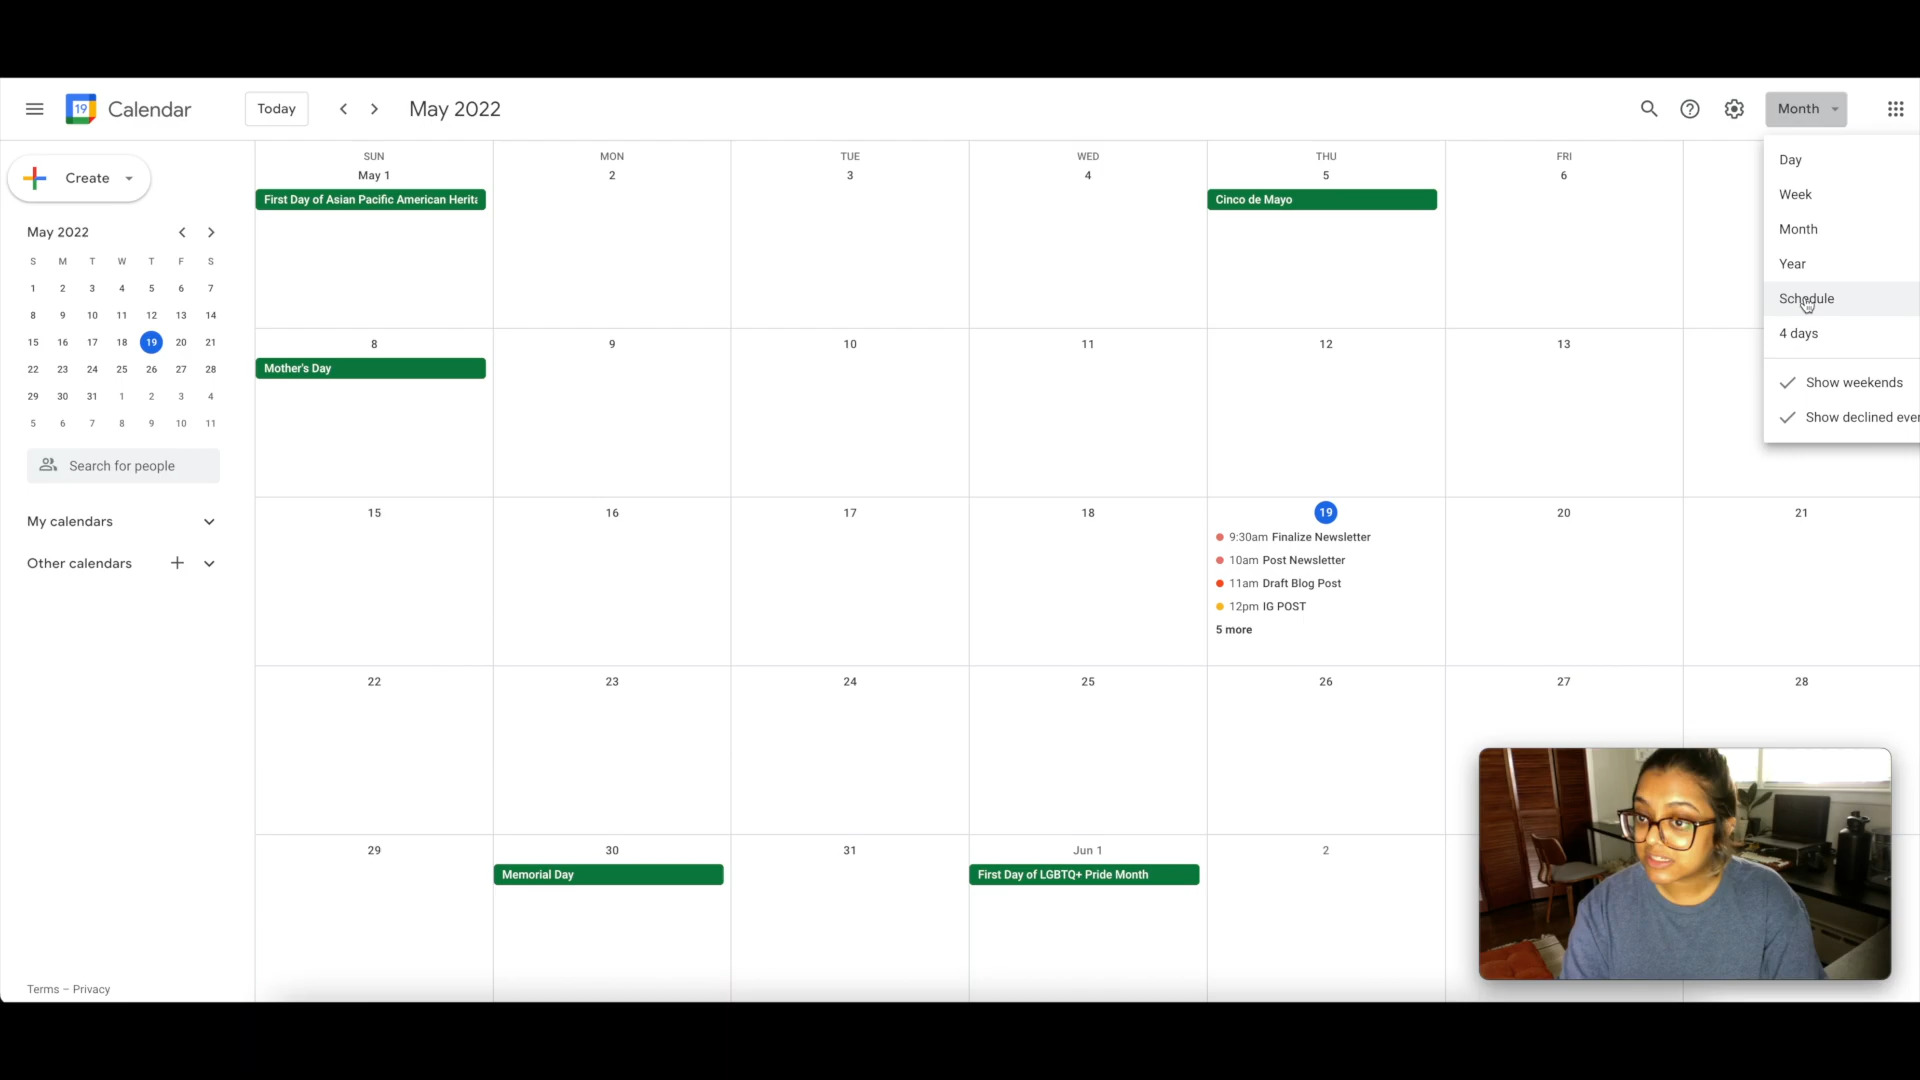 19 Calendar
Today
May 2022
Month
Create
May 2022
S M T W T F S
1 2 3 4 5 6 7
8 9 10 11 12 13 14
15 16 17 18 19 20 21
22 23 24 25 26 27 28
29 30 31 1 2 3 4
5 6 7 8 9 10 11
Search for people
My calendars
Other calendars
Terms – Privacy
SUN MON TUE WED THU FRI
May 1 2 3 4 5 6
First Day of Asian Pacific American Herita
Cinco de Mayo
8 9 10 11 12 13
Mother's Day
15 16 17 18 19 20 21
9:30am Finalize Newsletter
10am Post Newsletter
11am Draft Blog Post
12pm IG POST
5 more
22 23 24 25 26 27 28
29 30 31 Jun 1 2
Memorial Day
First Day of LGBTQ+ Pride Month
Day
Week
Month
Year
Schedule
4 days
Show weekends
Show declined ever